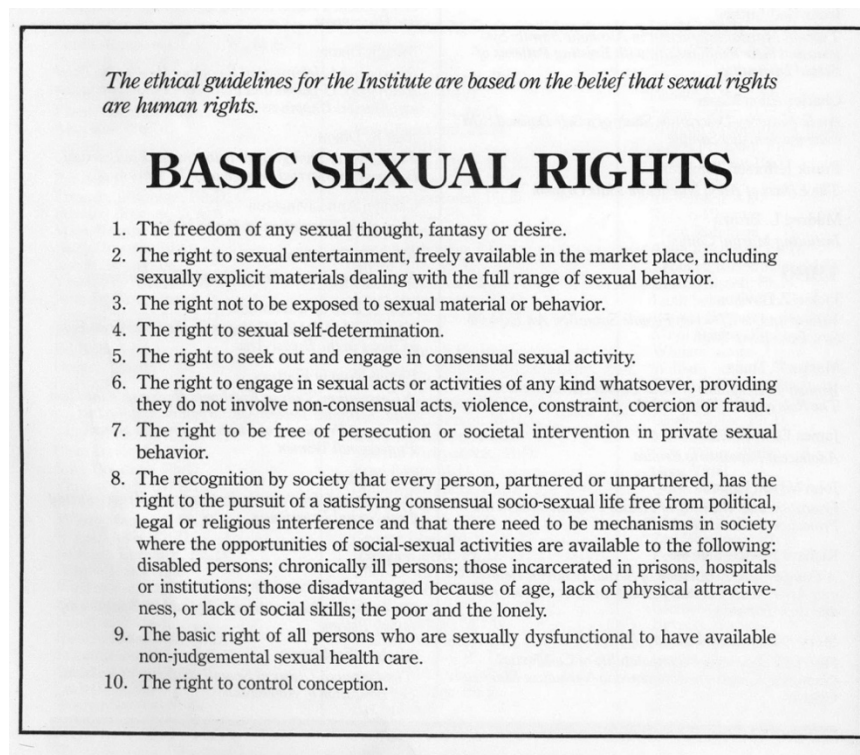 The ethical guidelines for the Institute are based on the belief that sexual rights
are human rights.
BASIC SEXUAL RIGHTS
1. The freedom of any sexual thought, fantasy or desire.
2. The right to sexual entertainment, freely available in the market place, including
sexually explicit materials dealing with the full range of sexual behavior.
3. The right not to be exposed to sexual material or behavior.
4. The right to sexual self-determination.
5. The right to seek out and engage in consensual sexual activity.
6. The right to engage in sexual acts or activities of any kind whatsoever, providing
they do not involve non-consensual acts, violence, constraint, coercion or fraud.
7. The right to be free of persecution or societal intervention in private sexual
behavior.
8. The recognition by society that every person, partnered or unpartnered, has the
right to the pursuit of a satisfying consensual socio-sexual life free from political,
legal or religious interference and that there need to be mechanisms in society
where the opportunities of social-sexual activities are available to the following:
disabled persons; chronically ill persons; those incarcerated in prisons, hospitals
or institutions; those disadvantaged because of age, lack of physical attractive-
ness, or lack of social skills; the poor and the lonely.
9. The basic right of all persons who are sexually dysfunctional to have available
non-judgemental sexual health care.
10. The right to control conception.